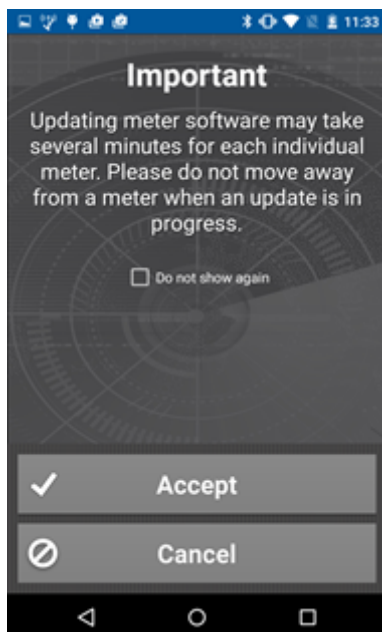 11:33
Important
Updating meter software may take
several minutes for each individual
meter. Please do not move away
from a meter when an update is in
progress.
Do not show again
Accept
Cancel